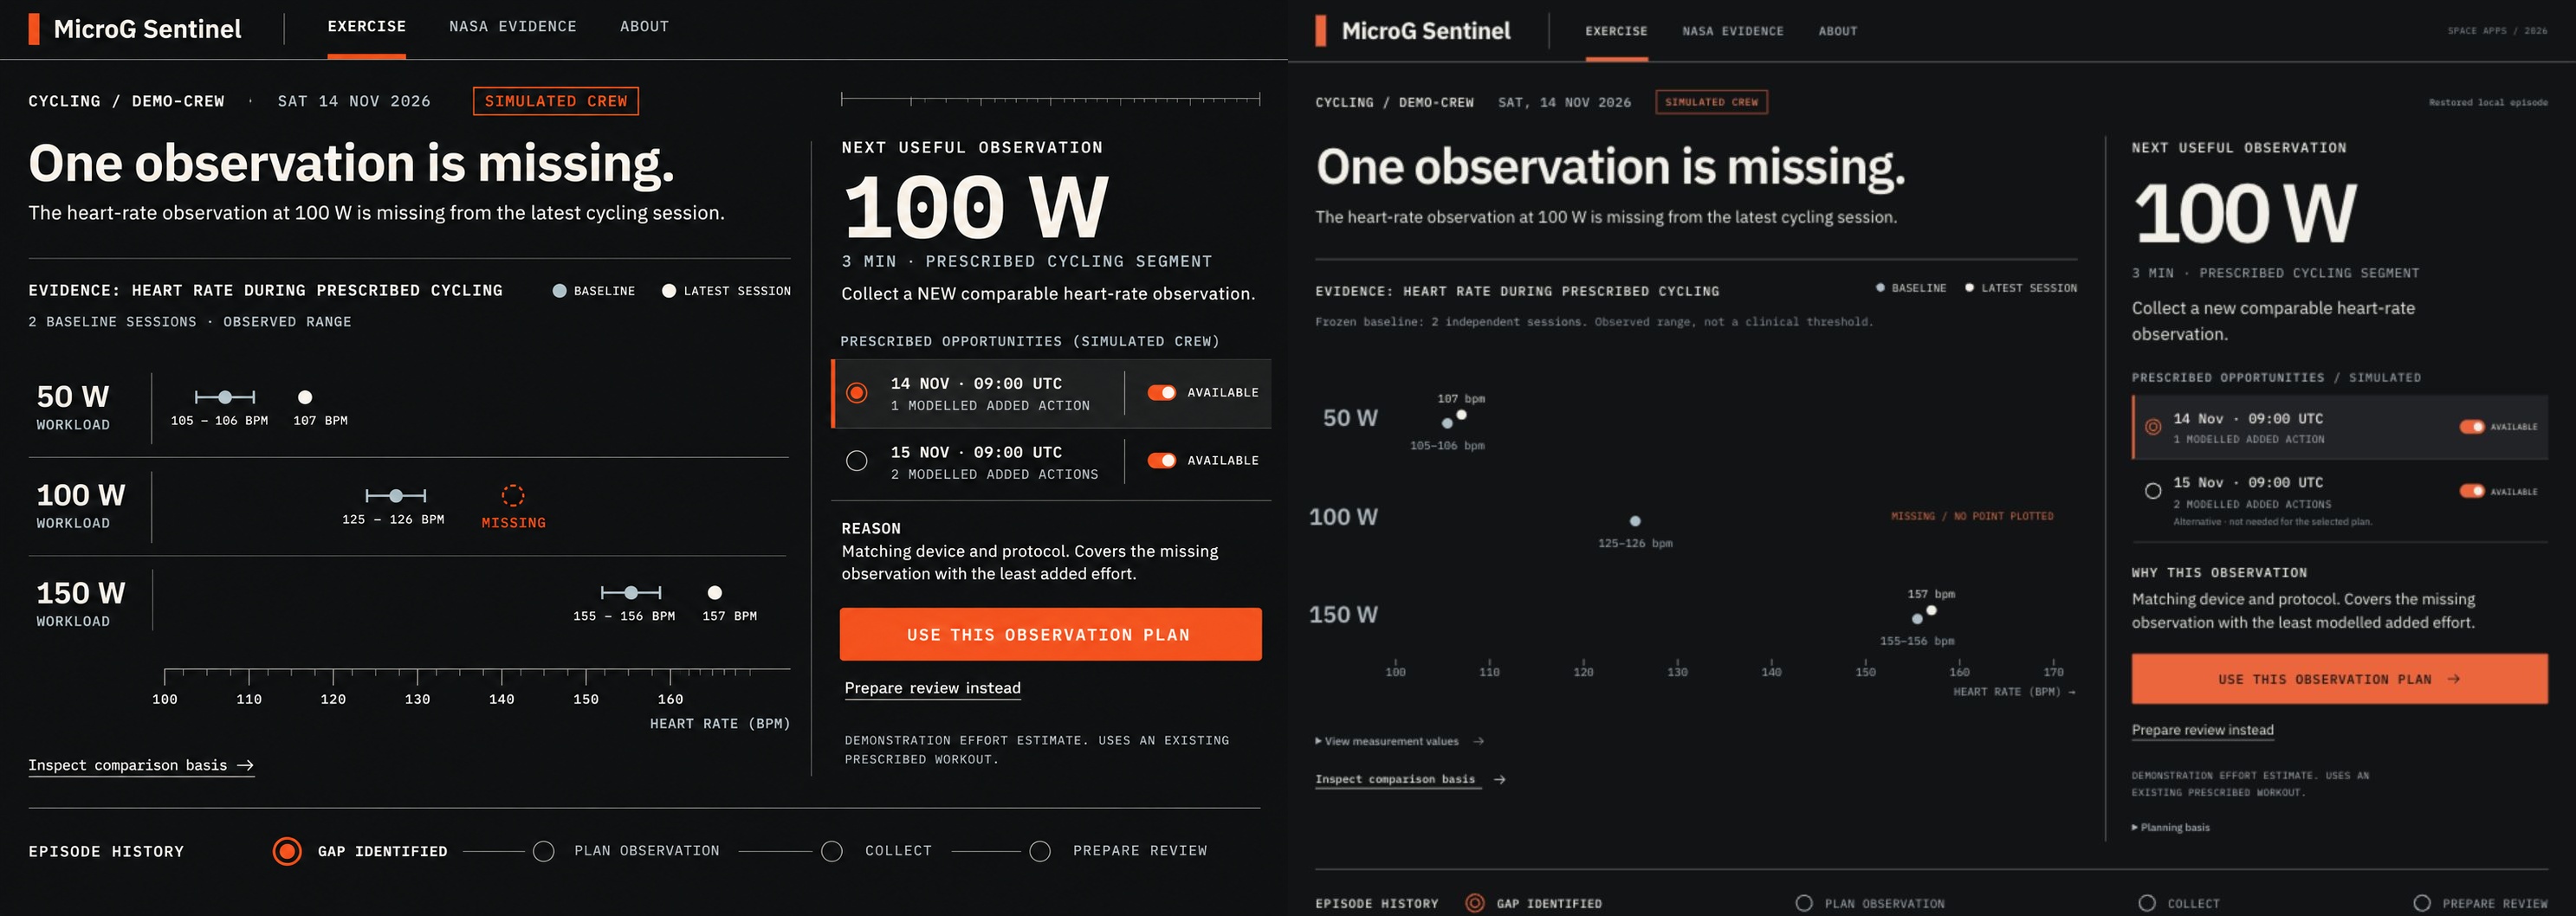 MicroG Sentinel
EXERCISE
NASA EVIDENCE
ABOUT
CYCLING / DEMO-CREW · SAT 14 NOV 2026
SIMULATED CREW
One observation is missing.
The heart-rate observation at 100 W is missing from the latest cycling session.
EVIDENCE: HEART RATE DURING PRESCRIBED CYCLING
BASELINE
LATEST SESSION
2 BASELINE SESSIONS · OBSERVED RANGE
50 W
WORKLOAD
105 – 106 BPM
107 BPM
100 W
WORKLOAD
125 – 126 BPM
MISSING
150 W
WORKLOAD
155 – 156 BPM
157 BPM
100 110 120 130 140 150 160
HEART RATE (BPM)
Inspect comparison basis →
NEXT USEFUL OBSERVATION
100 W
3 MIN · PRESCRIBED CYCLING SEGMENT
Collect a NEW comparable heart-rate observation.
PRESCRIBED OPPORTUNITIES (SIMULATED CREW)
14 NOV · 09:00 UTC
1 MODELLED ADDED ACTION
AVAILABLE
15 NOV · 09:00 UTC
2 MODELLED ADDED ACTIONS
AVAILABLE
REASON
Matching device and protocol. Covers the missing
observation with the least added effort.
USE THIS OBSERVATION PLAN
Prepare review instead
DEMONSTRATION EFFORT ESTIMATE. USES AN EXISTING
PRESCRIBED WORKOUT.
EPISODE HISTORY
GAP IDENTIFIED
PLAN OBSERVATION
COLLECT
PREPARE REVIEW
MicroG Sentinel
EXERCISE
NASA EVIDENCE
ABOUT
SPACE APPS / 2026
CYCLING / DEMO-CREW
SAT, 14 NOV 2026
SIMULATED CREW
Restored local episode
One observation is missing.
The heart-rate observation at 100 W is missing from the latest cycling session.
EVIDENCE: HEART RATE DURING PRESCRIBED CYCLING
BASELINE
LATEST SESSION
Frozen baseline: 2 independent sessions. Observed range, not a clinical threshold.
107 bpm
50 W
105–106 bpm
100 W
MISSING / NO POINT PLOTTED
125–126 bpm
157 bpm
150 W
155–156 bpm
100 110 120 130 140 150 160 170
HEART RATE (BPM) →
▸ View measurement values →
Inspect comparison basis →
NEXT USEFUL OBSERVATION
100 W
3 MIN · PRESCRIBED CYCLING SEGMENT
Collect a new comparable heart-rate
observation.
PRESCRIBED OPPORTUNITIES / SIMULATED
14 Nov · 09:00 UTC
1 MODELLED ADDED ACTION
AVAILABLE
15 Nov · 09:00 UTC
2 MODELLED ADDED ACTIONS
AVAILABLE
Alternative · not needed for the selected plan.
WHY THIS OBSERVATION
Matching device and protocol. Covers the missing
observation with the least modelled added effort.
USE THIS OBSERVATION PLAN →
Prepare review instead
DEMONSTRATION EFFORT ESTIMATE. USES AN
EXISTING PRESCRIBED WORKOUT.
▸ Planning basis
EPISODE HISTORY
GAP IDENTIFIED
PLAN OBSERVATION
COLLECT
PREPARE REVIEW